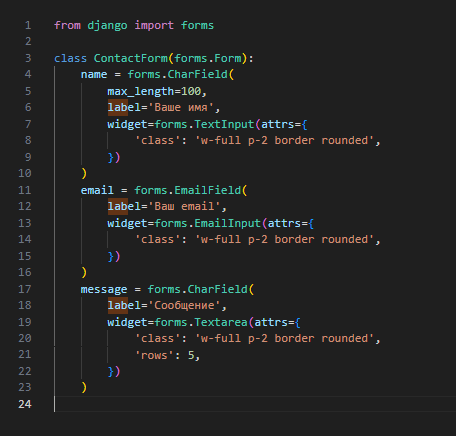 1 from django import forms
2
3 class ContactForm(forms.Form):
4     name = forms.CharField(
5         max_length=100,
6         label='Ваше имя',
7         widget=forms.TextInput(attrs={
8             'class': 'w-full p-2 border rounded',
9         })
10     )
11     email = forms.EmailField(
12         label='Ваш email',
13         widget=forms.EmailInput(attrs={
14             'class': 'w-full p-2 border rounded',
15         })
16     )
17     message = forms.CharField(
18         label='Сообщение',
19         widget=forms.Textarea(attrs={
20             'class': 'w-full p-2 border rounded',
21             'rows': 5,
22         })
23     )
24